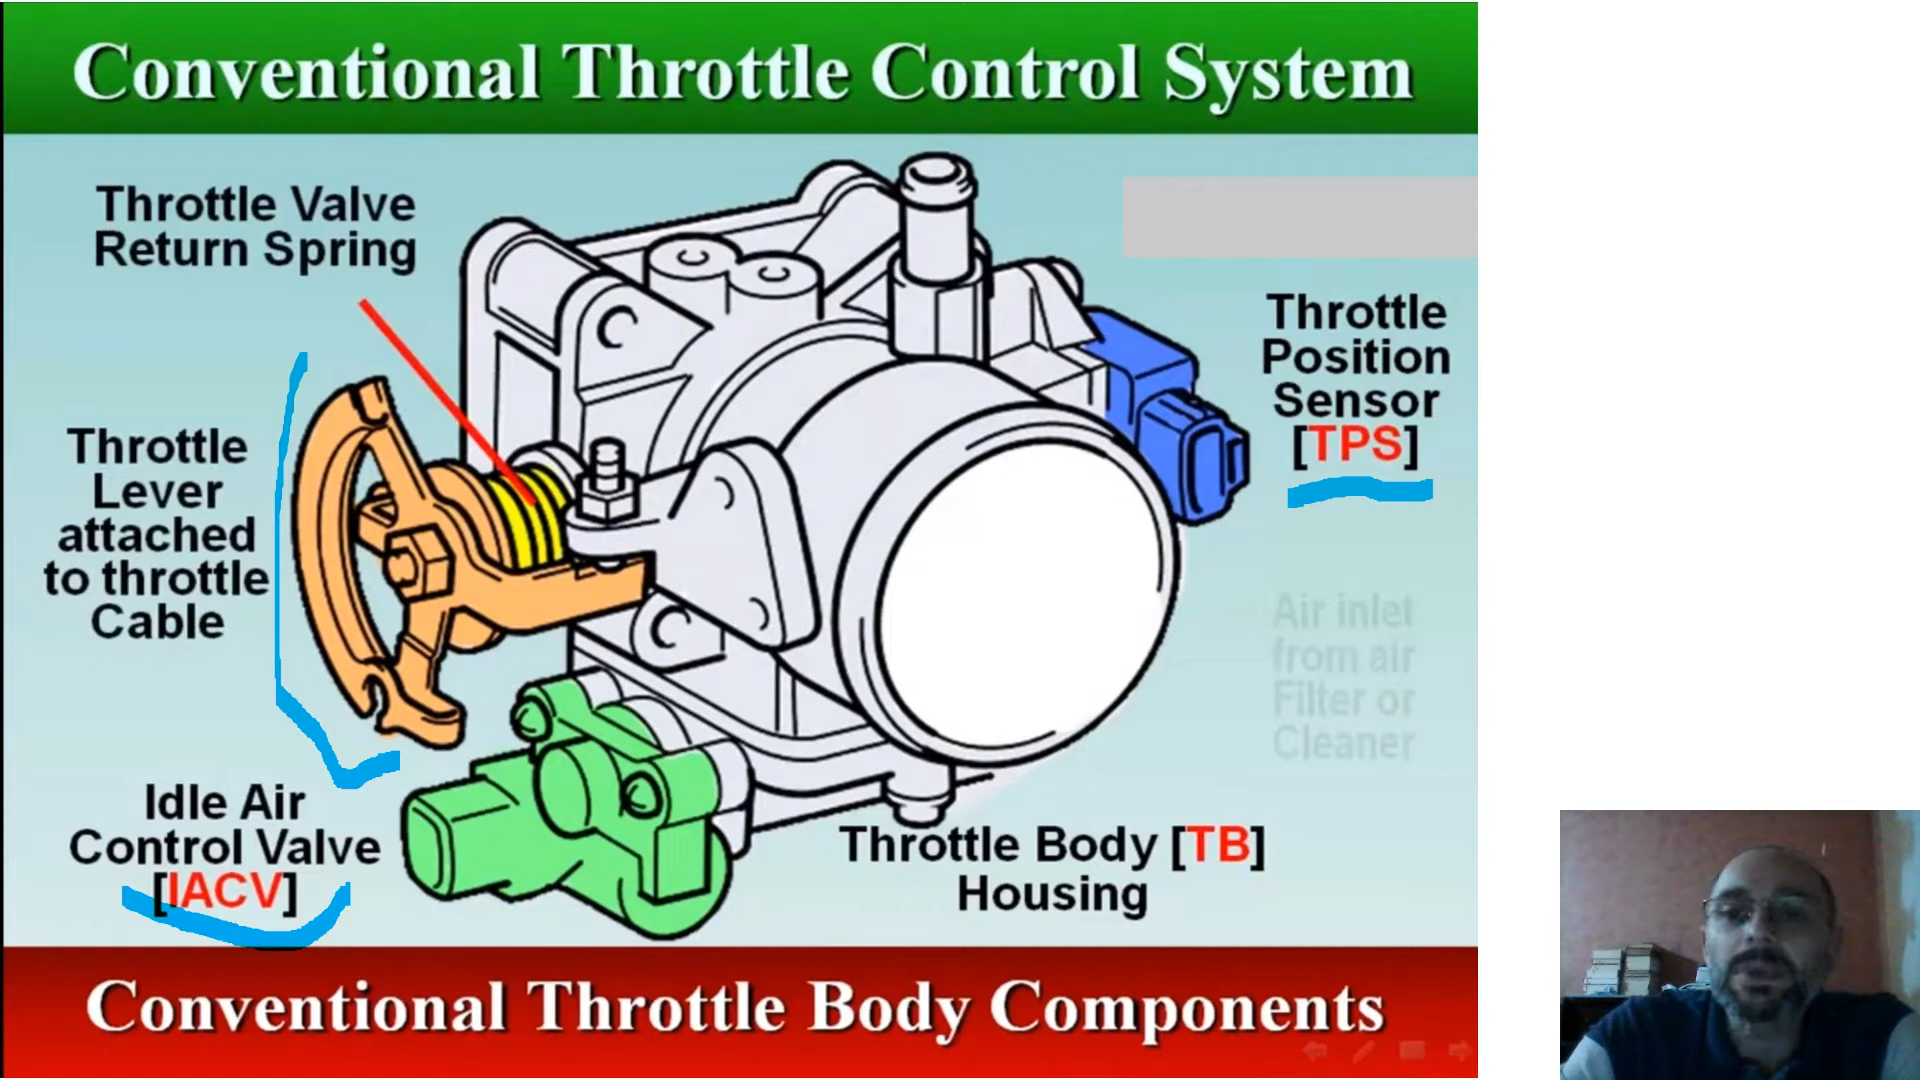 Conventional Throttle Control System
Throttle Valve
Return Spring
Throttle
Position
Sensor
[TPS]
Throttle
Lever
attached
to throttle
Cable
Air inlet
from air
Filter or
Cleaner
Idle Air
Control Valve
[IACV]
Throttle Body [TB]
Housing
Conventional Throttle Body Components